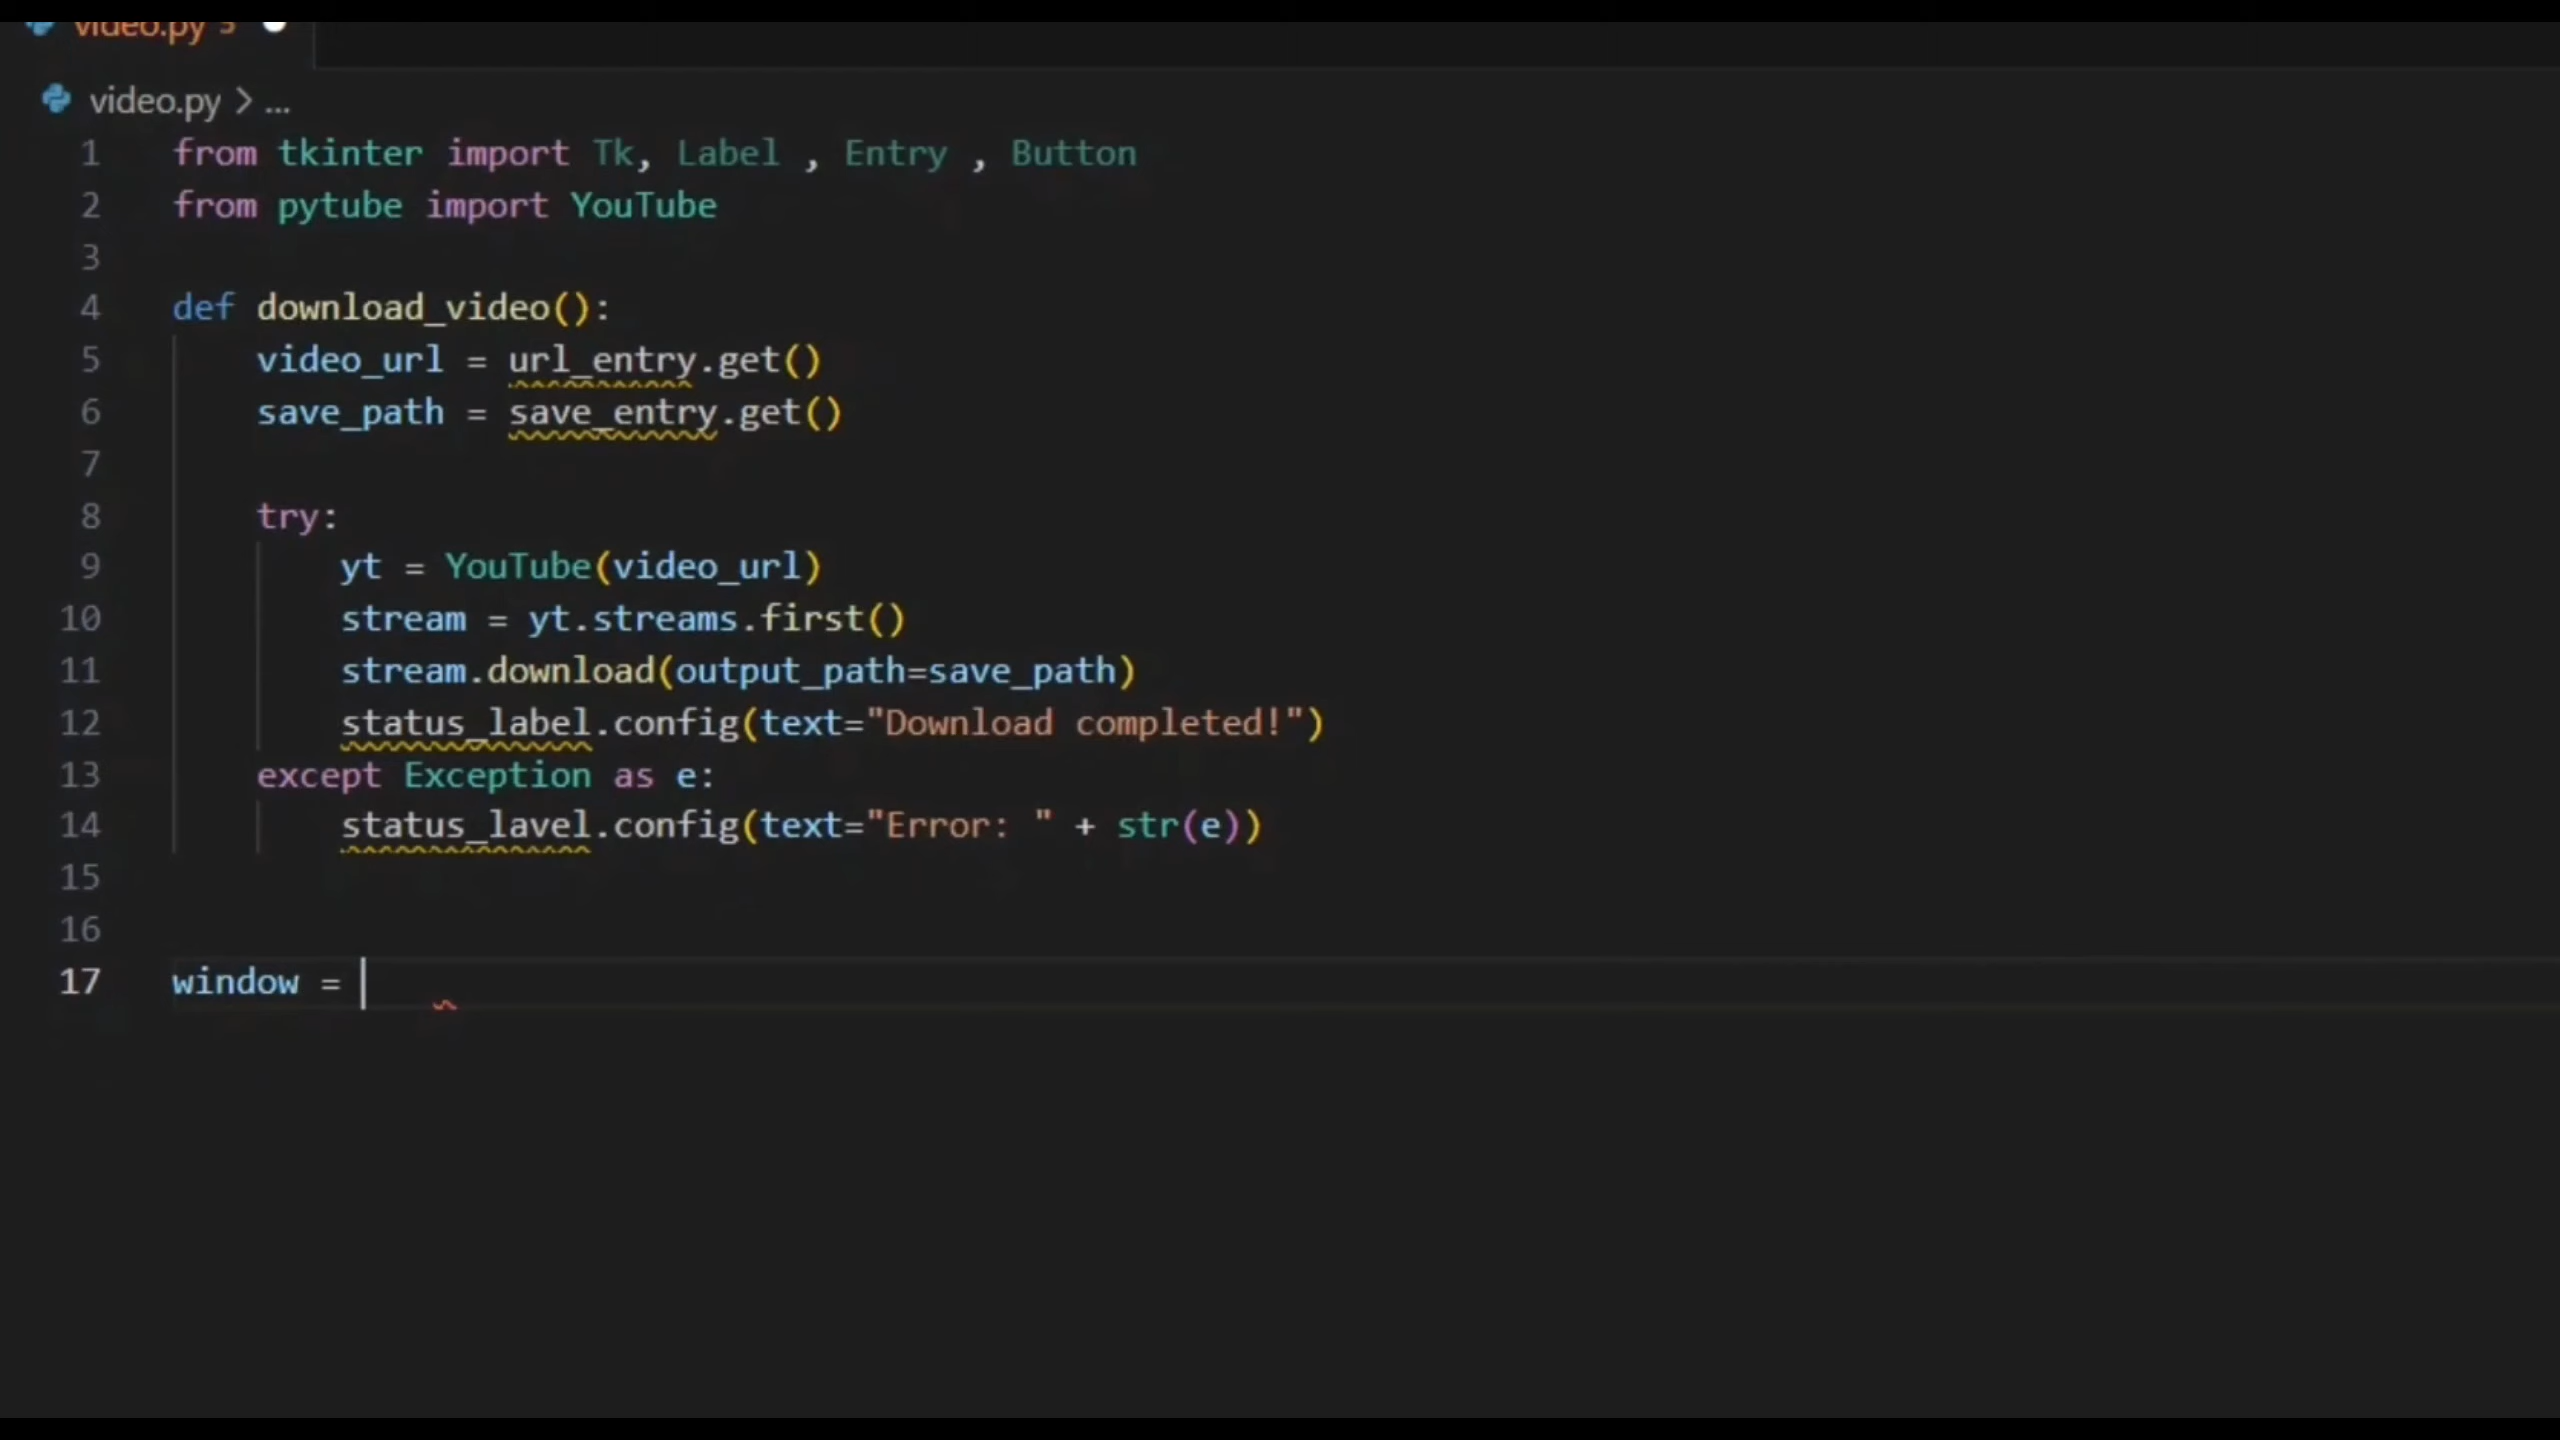 video.py 5
video.py > ...
1 from tkinter import Tk, Label , Entry , Button
2 from pytube import YouTube
3
4 def download_video():
5     video_url = url_entry.get()
6     save_path = save_entry.get()
7
8     try:
9         yt = YouTube(video_url)
10         stream = yt.streams.first()
11         stream.download(output_path=save_path)
12         status_label.config(text="Download completed!")
13     except Exception as e:
14         status_lavel.config(text="Error: " + str(e))
15
16
17 window =